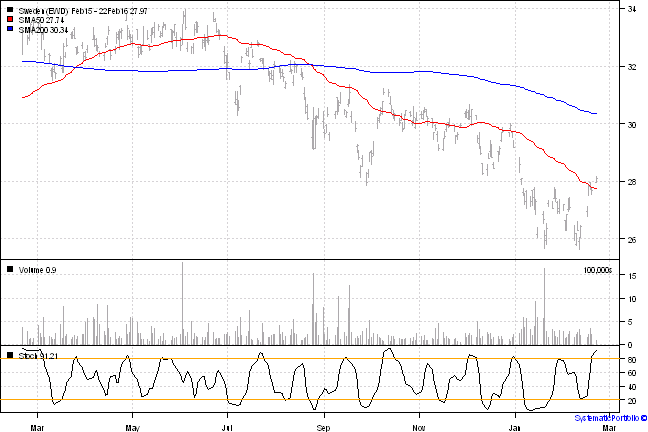 Sweden (EWD) Feb15 - 22Feb16 27.97
SMA50 27.74
SMA200 30.34
34
32
30
28
26
Volume 0.9
100,000s
15
10
5
0
Stoch 91.21
80
60
40
20
Mar May Jul Sep Nov Jan Mar
SystematicPortfolio ©